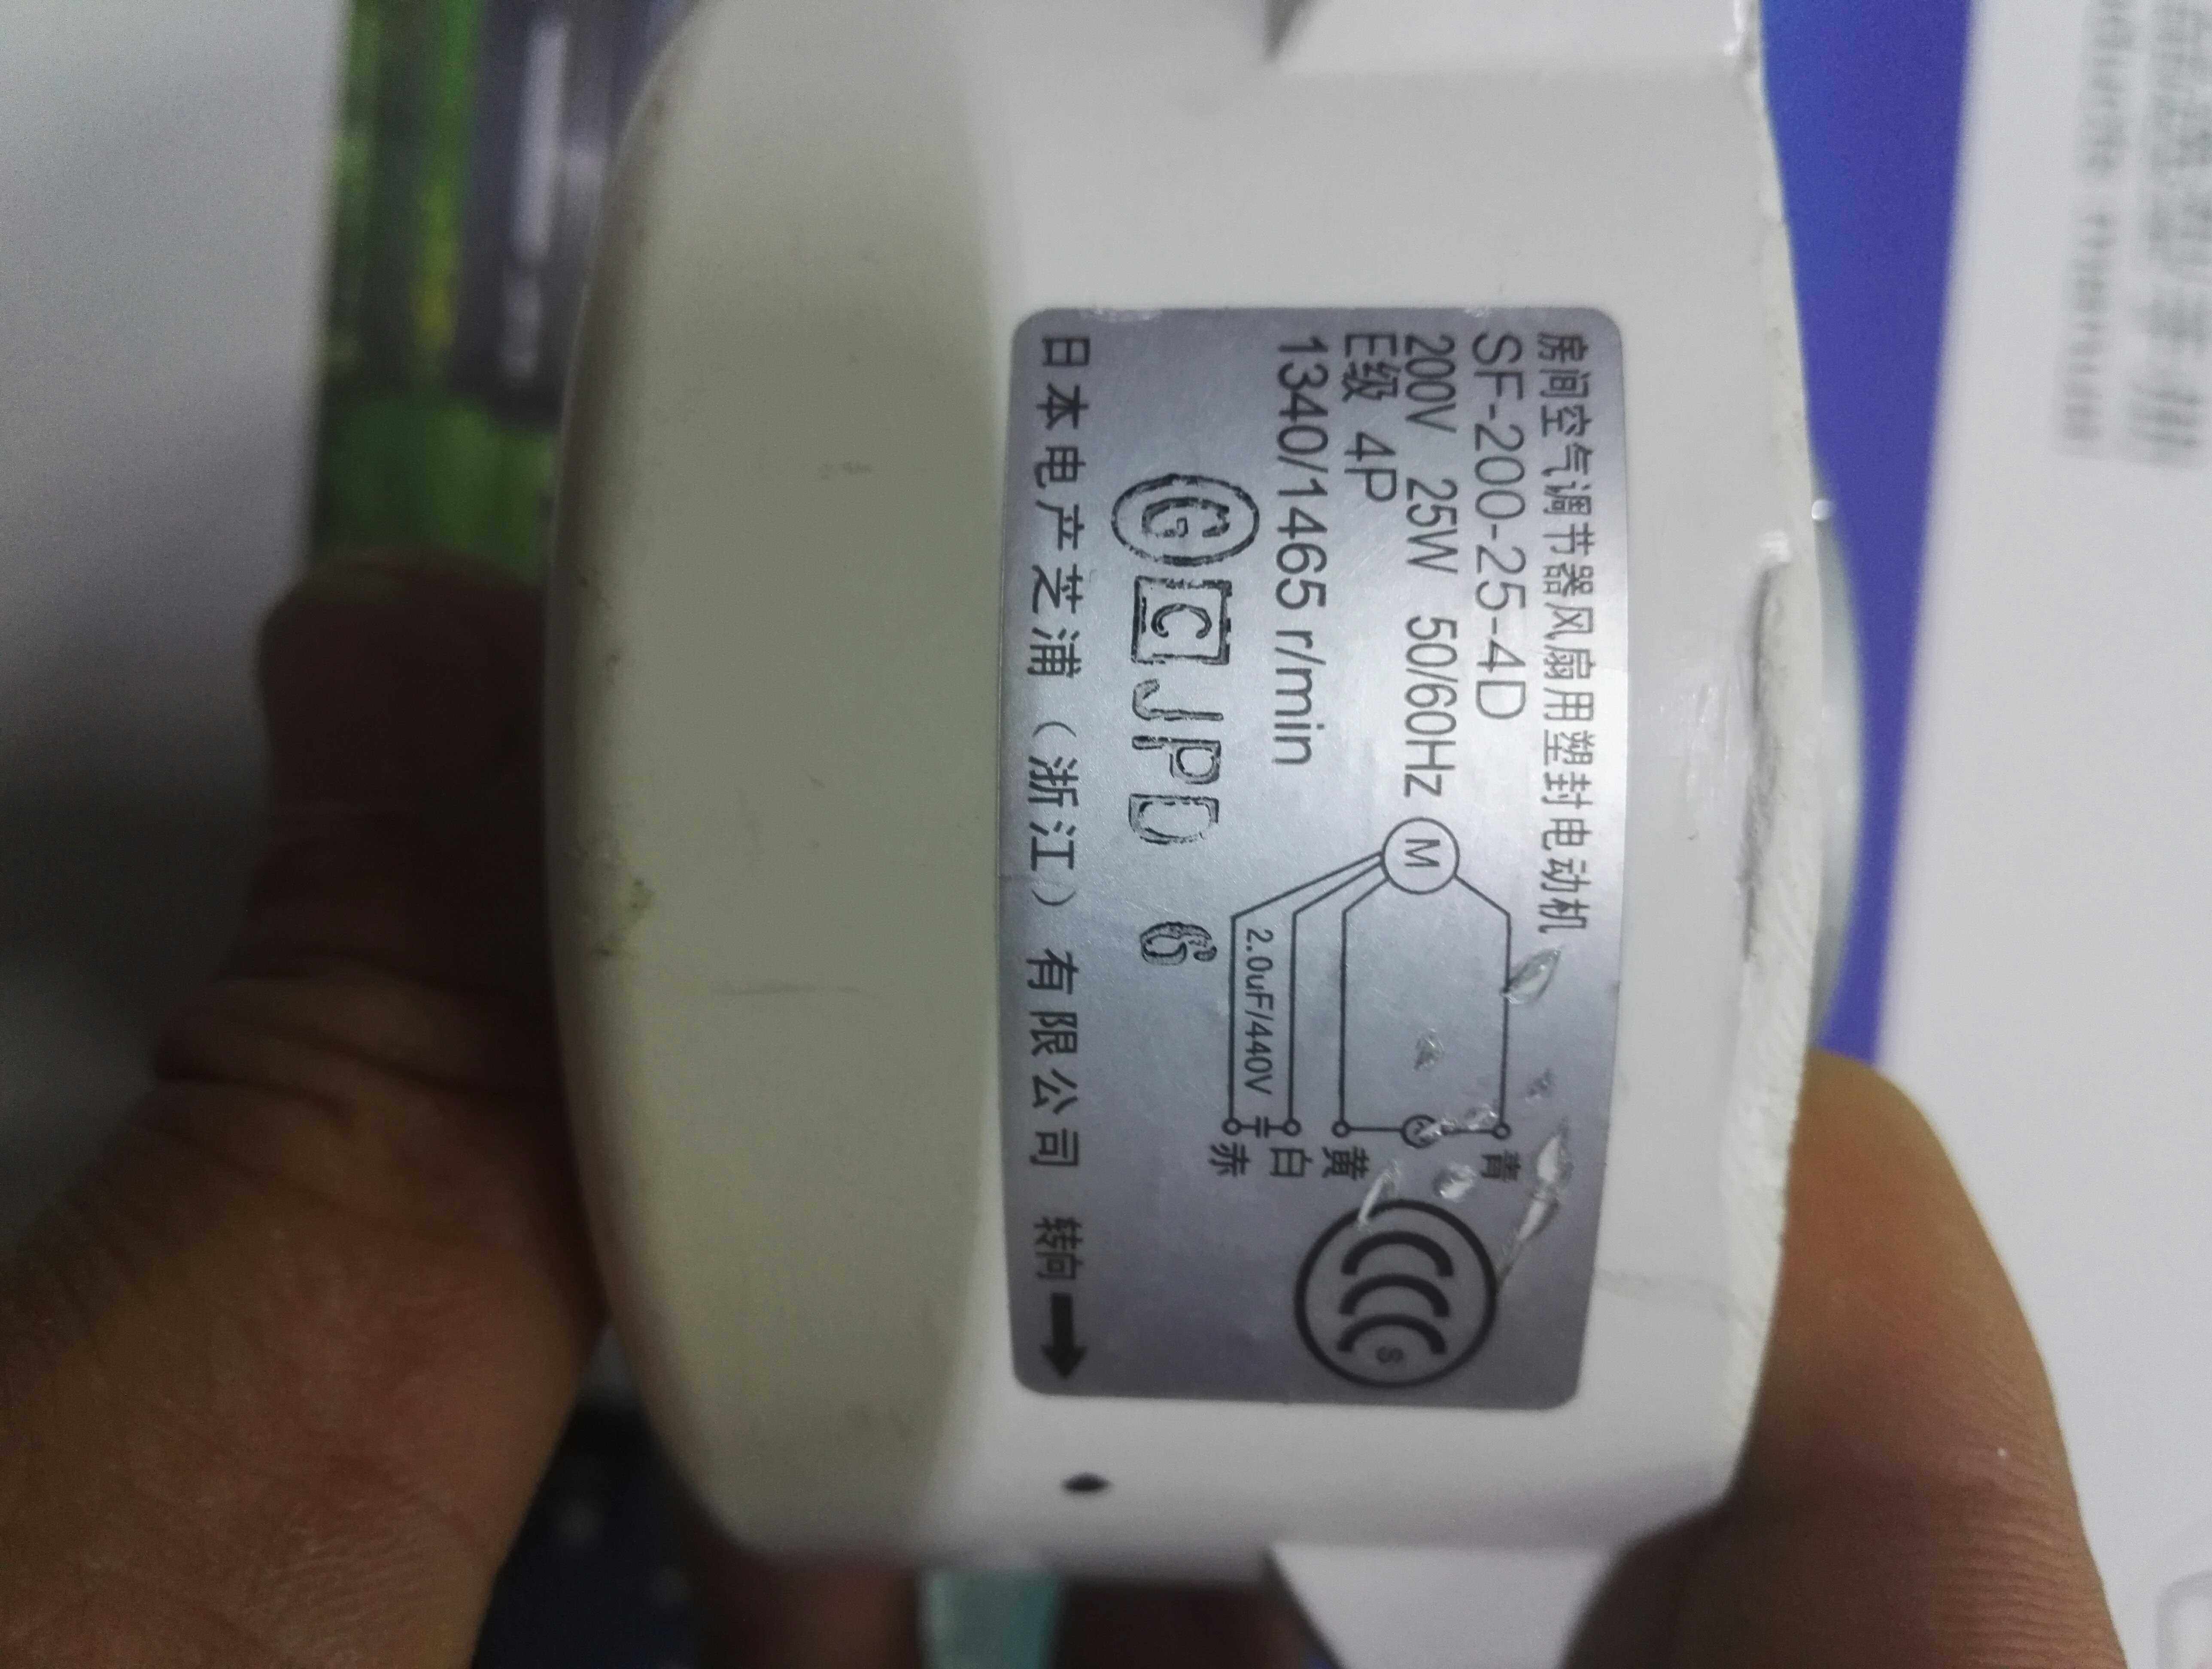 房间空气调节器风扇用塑封电动机
SF-200-25-4D
200V 25W 50/60Hz
E级 4P
1340/1465 r/min
M
2.0uF/440V
青
黄
白
赤
G C JPD 6
CCC S
日本电产芝浦（浙江）有限公司 转向